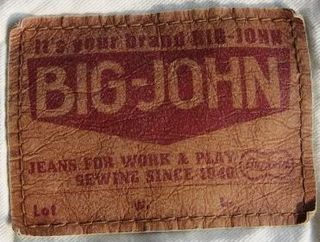 It's your brand BIG-JOHN
BIG-JOHN
JEANS FOR WORK & PLAY
SEWING SINCE 1940
Lot W. L.